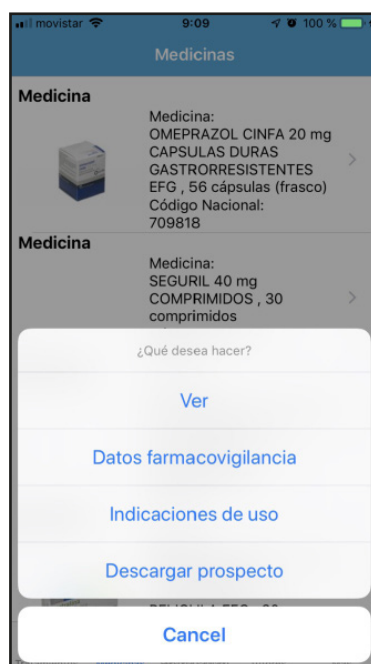 movistar 9:09 100 %
Medicinas
Medicina
Medicina:
OMEPRAZOL CINFA 20 mg
CAPSULAS DURAS
GASTRORRESISTENTES
EFG , 56 cápsulas (frasco)
Código Nacional:
709818
Medicina
Medicina:
SEGURIL 40 mg
COMPRIMIDOS , 30
comprimidos
¿Qué desea hacer?
Ver
Datos farmacovigilancia
Indicaciones de uso
Descargar prospecto
Cancel